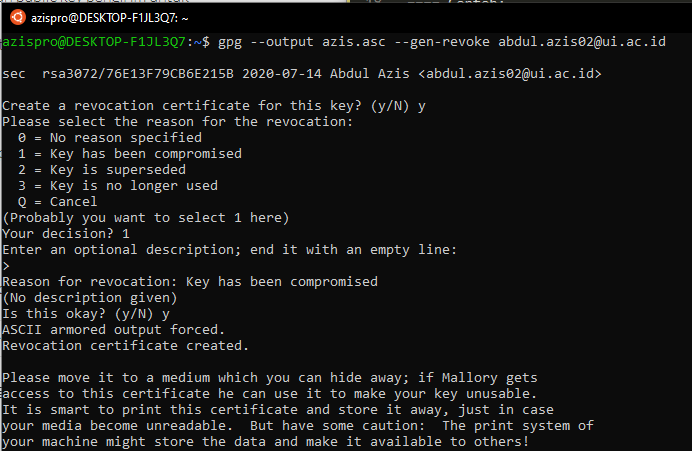 azispro@DESKTOP-F1JL3Q7: ~
azispro@DESKTOP-F1JL3Q7:~$ gpg --output azis.asc --gen-revoke abdul.azis02@ui.ac.id
sec  rsa3072/76E13F79CB6E215B 2020-07-14 Abdul Azis <abdul.azis02@ui.ac.id>
Create a revocation certificate for this key? (y/N) y
Please select the reason for the revocation:
  0 = No reason specified
  1 = Key has been compromised
  2 = Key is superseded
  3 = Key is no longer used
  Q = Cancel
(Probably you want to select 1 here)
Your decision? 1
Enter an optional description; end it with an empty line:
>
Reason for revocation: Key has been compromised
(No description given)
Is this okay? (y/N) y
ASCII armored output forced.
Revocation certificate created.
Please move it to a medium which you can hide away; if Mallory gets
access to this certificate he can use it to make your key unusable.
It is smart to print this certificate and store it away, just in case
your media become unreadable.  But have some caution:  The print system of
your machine might store the data and make it available to others!